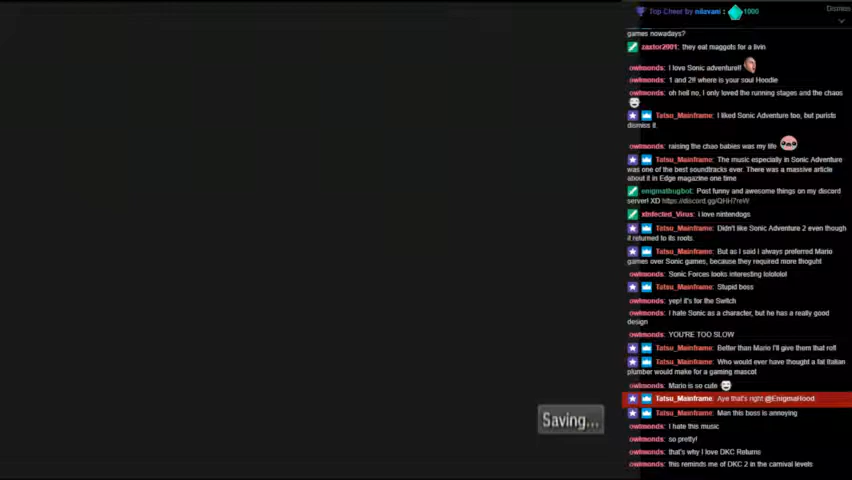 Top Cheer by nilavani : 1000
Dismiss
games nowadays?
zaxtor2001: they eat maggots for a livin
owlmonds: I love Sonic adventure!!
owlmonds: 1 and 2!! where is your soul Hoodie
owlmonds: oh hell no, I only loved the running stages and the chaos
Tatsu_Mainframe: I liked Sonic Adventure too, but purists
dismiss it.
owlmonds: raising the chao babies was my life
Tatsu_Mainframe: The music especially in Sonic Adventure
was one of the best soundtracks ever. There was a massive article
about it in Edge magazine one time
enigmathugbot: Post funny and awesome things on my discord
server! XD https://discord.gg/QHH7reW
xInfected_Virus: i love nintendogs
Tatsu_Mainframe: Didn't like Sonic Adventure 2 even though
it returned to its roots.
Tatsu_Mainframe: But as I said I always preferred Mario
games over Sonic games, because they required more thoguht
owlmonds: Sonic Forces looks interesting lolololol
Tatsu_Mainframe: Stupid boss
owlmonds: yep! it's for the Switch
owlmonds: I hate Sonic as a character, but he has a really good
design
owlmonds: YOU'RE TOO SLOW
Tatsu_Mainframe: Better than Mario I'll give them that rofl
Tatsu_Mainframe: Who would ever have thought a fat Italian
plumber would make for a gaming mascot
owlmonds: Mario is so cute
Tatsu_Mainframe: Aye that's right @EnigmaHood
Tatsu_Mainframe: Man this boss is annoying
owlmonds: I hate this music
owlmonds: so pretty!
owlmonds: that's why I love DKC Returns
owlmonds: this reminds me of DKC 2 in the carnival levels
Saving...